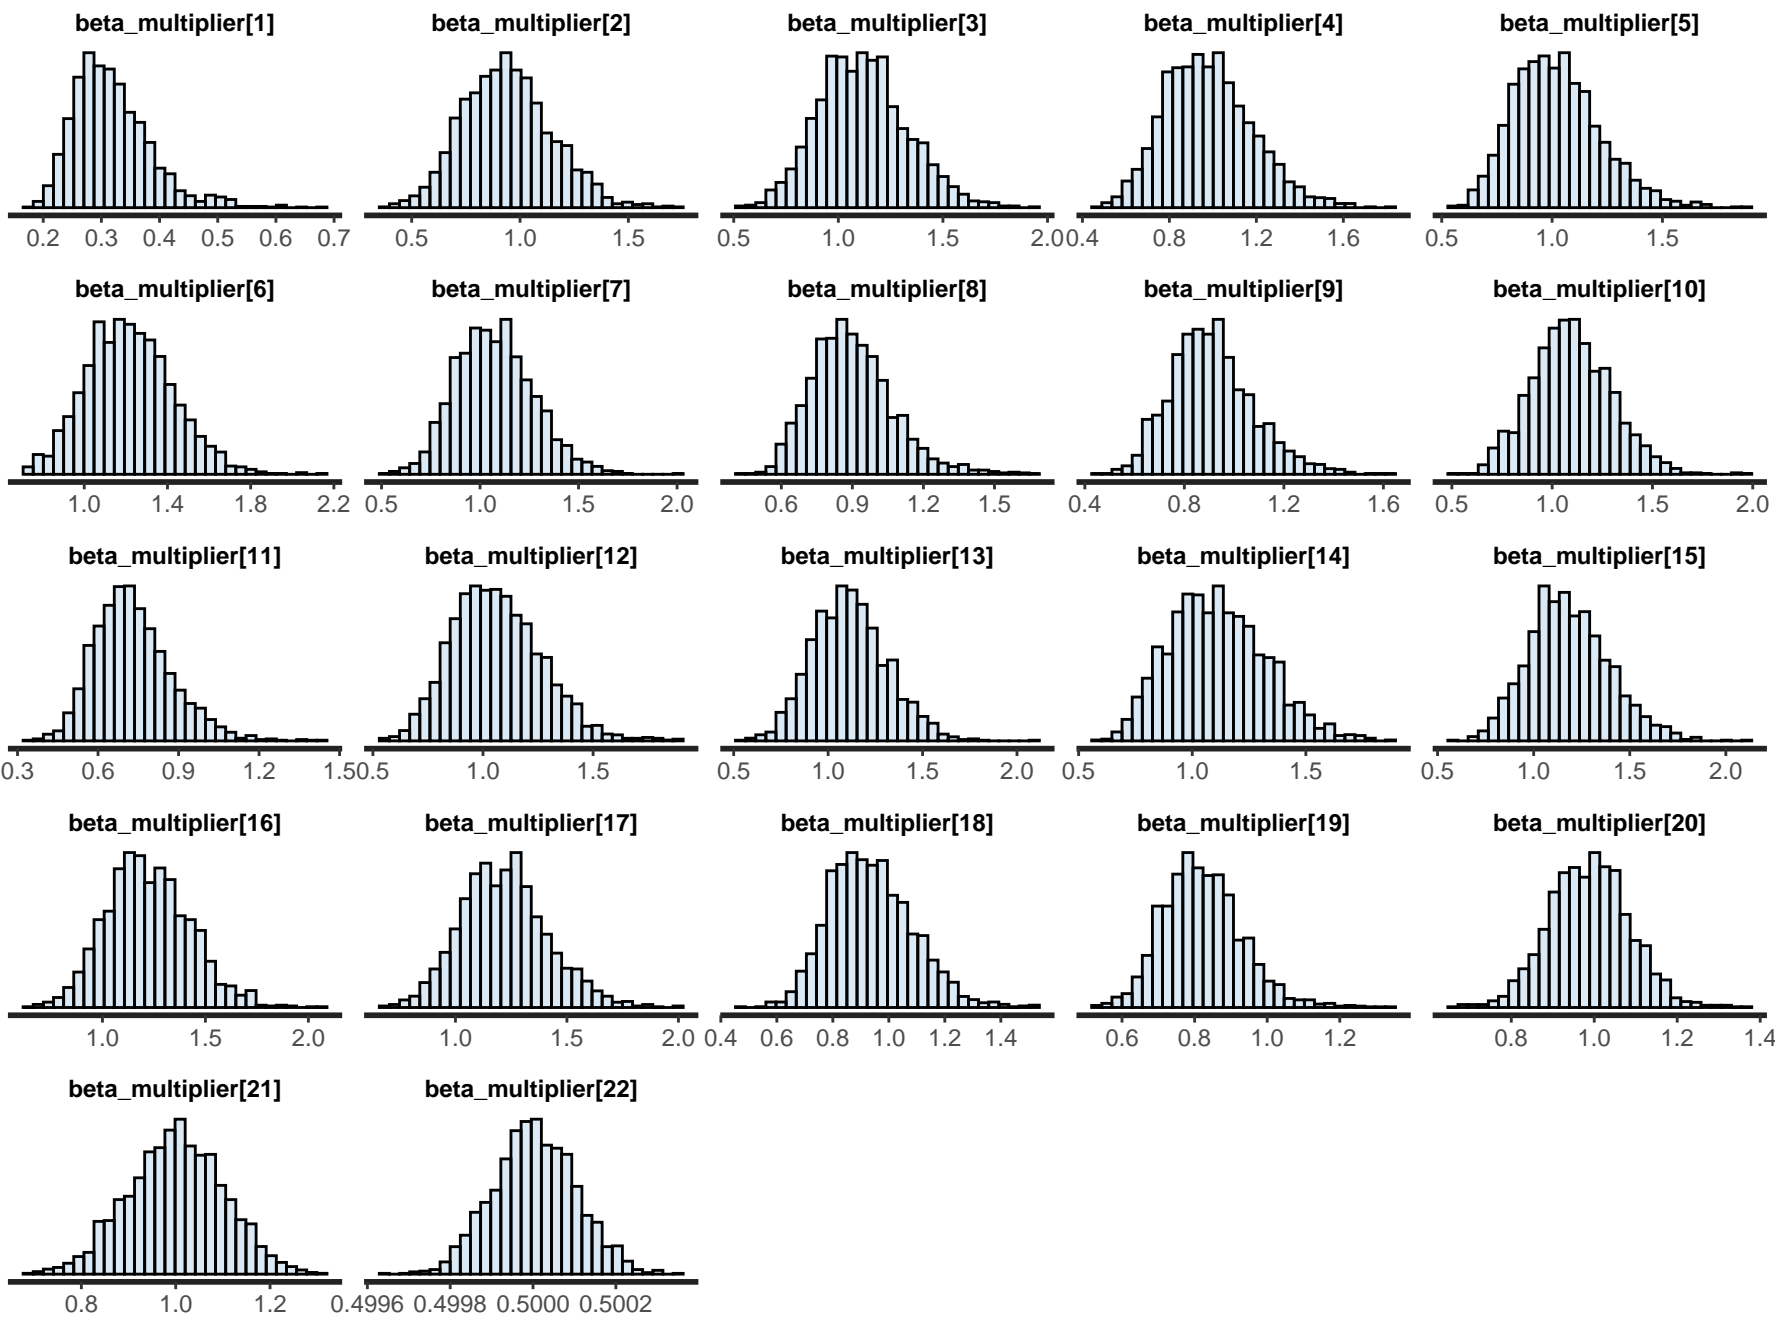 beta_multiplier[1] beta_multiplier[2] beta_multiplier[3] beta_multiplier[4] beta_multiplier[5]
0.2 0.3 0.4 0.5 0.6 0.7 0.5 1.0 1.5 0.5 1.0 1.5 2.0 0.4 0.8 1.2 1.6 0.5 1.0 1.5
beta_multiplier[6] beta_multiplier[7] beta_multiplier[8] beta_multiplier[9] beta_multiplier[10]
1.0 1.4 1.8 2.2 0.5 1.0 1.5 2.0 0.6 0.9 1.2 1.5 0.4 0.8 1.2 1.6 0.5 1.0 1.5 2.0
beta_multiplier[11] beta_multiplier[12] beta_multiplier[13] beta_multiplier[14] beta_multiplier[15]
0.3 0.6 0.9 1.2 1.5 0.5 1.0 1.5 0.5 1.0 1.5 2.0 0.5 1.0 1.5 0.5 1.0 1.5 2.0
beta_multiplier[16] beta_multiplier[17] beta_multiplier[18] beta_multiplier[19] beta_multiplier[20]
1.0 1.5 2.0 1.0 1.5 2.0 0.4 0.6 0.8 1.0 1.2 1.4 0.6 0.8 1.0 1.2 0.8 1.0 1.2 1.4
beta_multiplier[21] beta_multiplier[22]
0.8 1.0 1.2 0.4996 0.4998 0.5000 0.5002